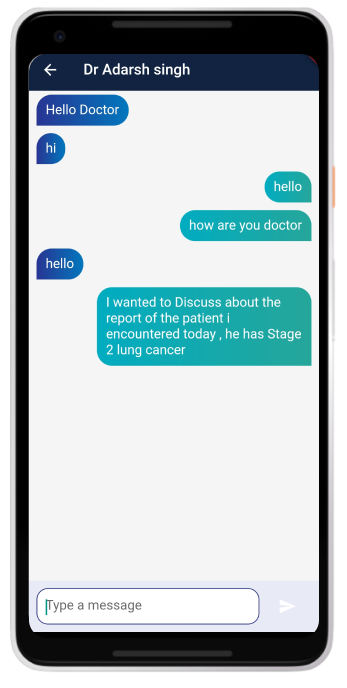 Dr Adarsh singh
Hello Doctor
hi
hello
how are you doctor
hello
I wanted to Discuss about the
report of the patient i
encountered today , he has Stage
2 lung cancer
Type a message